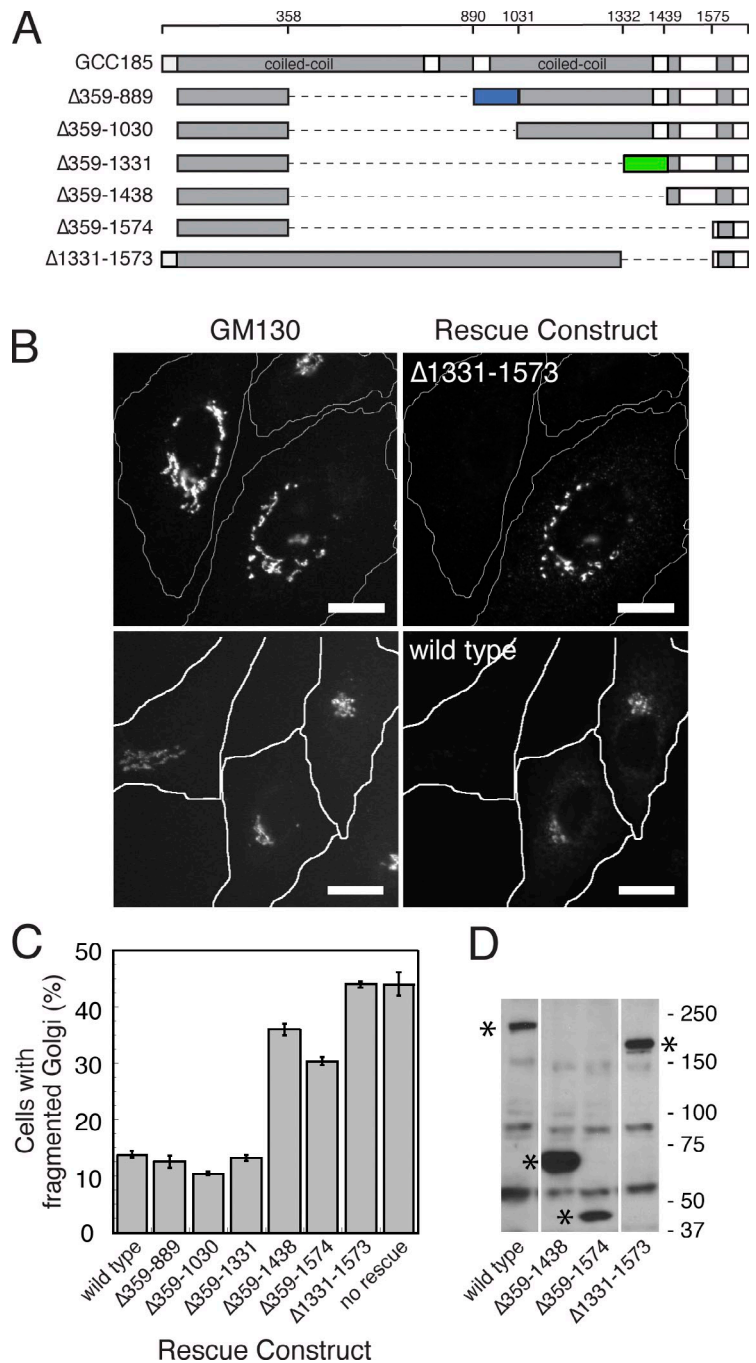 A
358 890 1031 1332 1439 1575
GCC185 coiled-coil coiled-coil
Δ359-889
Δ359-1030
Δ359-1331
Δ359-1438
Δ359-1574
Δ1331-1573
B
GM130 Rescue Construct
Δ1331-1573
wild type
C
Cells with
fragmented Golgi (%)
50
40
30
20
10
0
wild type
Δ359-889
Δ359-1030
Δ359-1331
Δ359-1438
Δ359-1574
Δ1331-1573
no rescue
Rescue Construct
D
- 250
- 150
- 100
- 75
- 50
- 37
*
*
*
*
wild type
Δ359-1438
Δ359-1574
Δ1331-1573